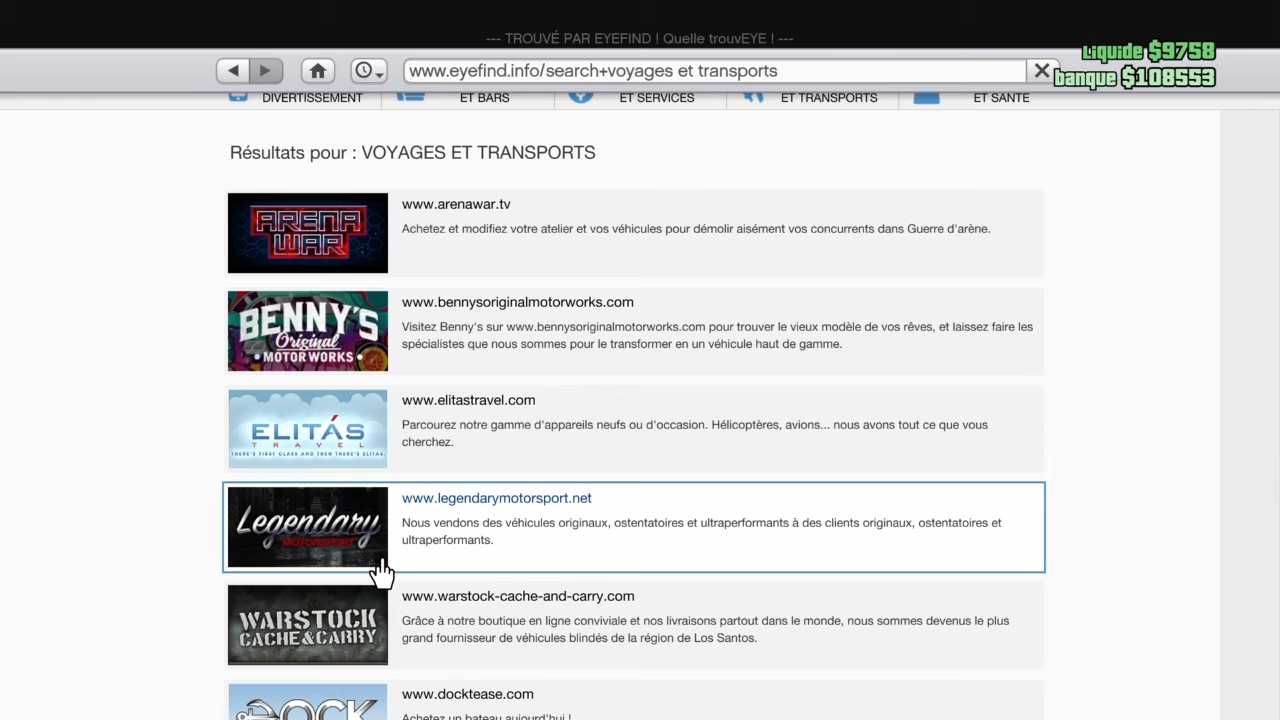 --- TROUVÉ PAR EYEFIND ! Quelle trouvEYE ! ---
Liquide $9758
www.eyefind.info/search+voyages et transports
banque $108553
DIVERTISSEMENT
ET BARS
ET SERVICES
ET TRANSPORTS
ET SANTE
Résultats pour : VOYAGES ET TRANSPORTS
ARENA
WAR
www.arenawar.tv
Achetez et modifiez votre atelier et vos véhicules pour démolir aisément vos concurrents dans Guerre d'arène.
BENNY'S
Original
MOTOR WORKS
www.bennysoriginalmotorworks.com
Visitez Benny's sur www.bennysoriginalmotorworks.com pour trouver le vieux modèle de vos rêves, et laissez faire les
spécialistes que nous sommes pour le transformer en un véhicule haut de gamme.
ELITÁS
TRAVEL
THERE'S FIRST CLASS AND THEN THERE'S ELITAS.
www.elitastravel.com
Parcourez notre gamme d'appareils neufs ou d'occasion. Hélicoptères, avions... nous avons tout ce que vous
cherchez.
Legendary
MOTORSPORT
www.legendarymotorsport.net
Nous vendons des véhicules originaux, ostentatoires et ultraperformants à des clients originaux, ostentatoires et
ultraperformants.
WARSTOCK
CACHE&CARRY
www.warstock-cache-and-carry.com
Grâce à notre boutique en ligne conviviale et nos livraisons partout dans le monde, nous sommes devenus le plus
grand fournisseur de véhicules blindés de la région de Los Santos.
DOCK
www.docktease.com
Achetez un bateau aujourd'hui !